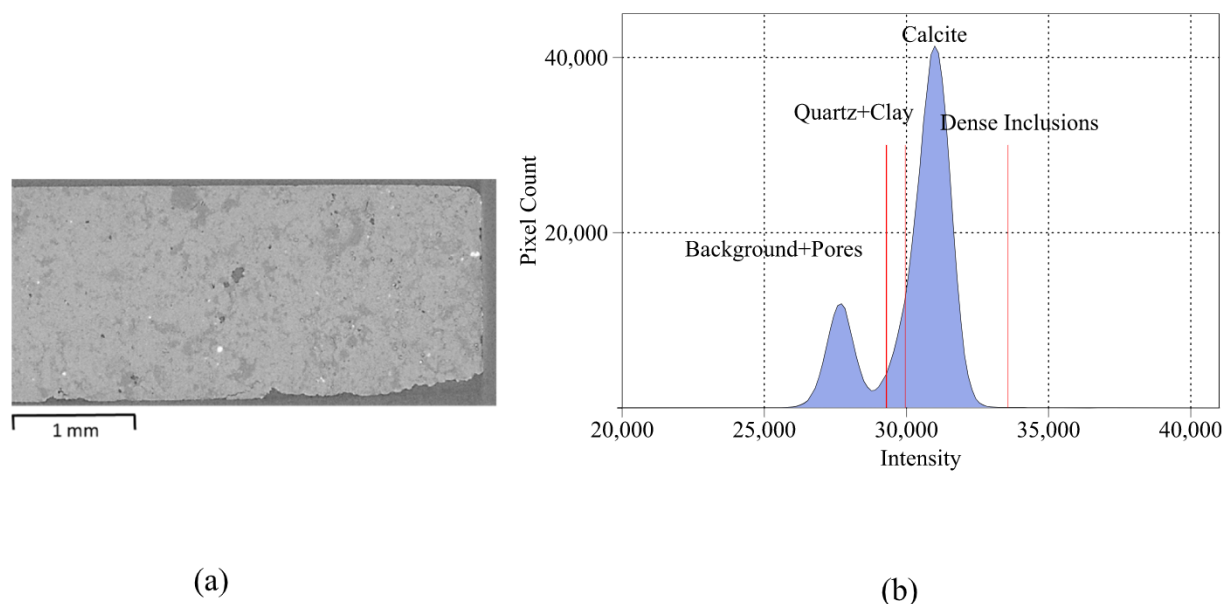 1 mm
(a)
Calcite
40,000
Quartz+Clay
Dense Inclusions
Pixel Count
20,000
Background+Pores
20,000
25,000
30,000
35,000
40,000
Intensity
(b)